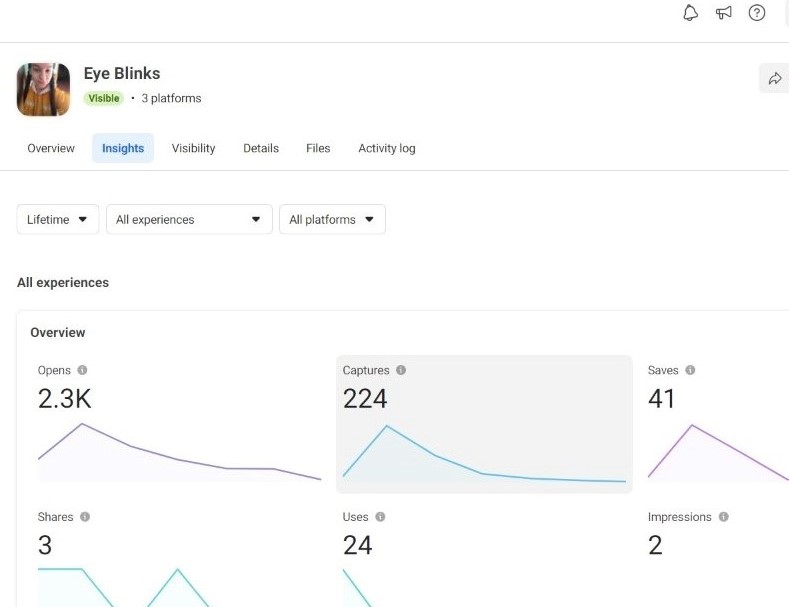 Eye Blinks
Visible • 3 platforms
Overview Insights Visibility Details Files Activity log
Lifetime All experiences All platforms
All experiences
Overview
Opens Captures Saves
2.3K 224 41
Shares Uses Impressions
3 24 2